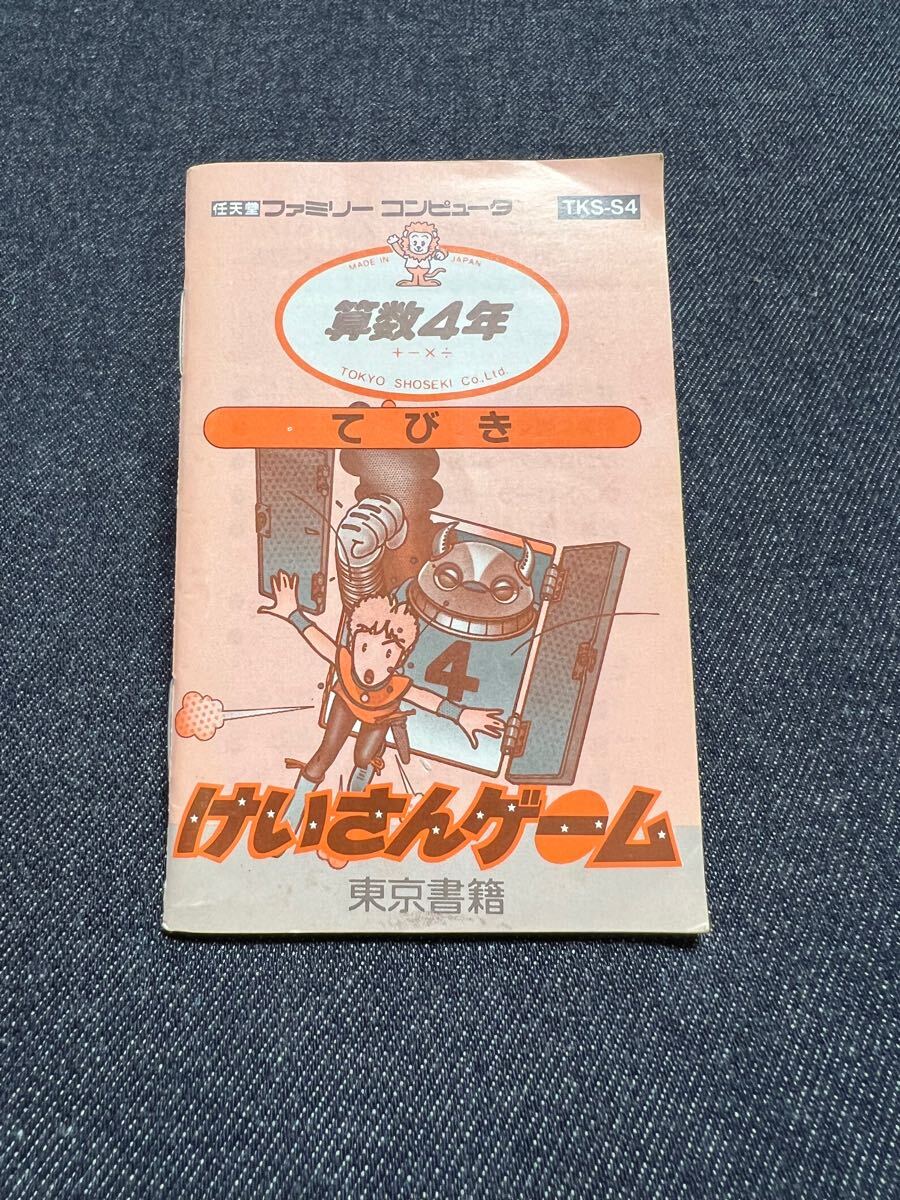 任天堂 ファミリー コンピュータ TKS-S4
MADE IN JAPAN
算数4年
+-×÷
TOKYO SHOSEKI Co.,Ltd.
てびき
4
けいさんゲーム
東京書籍